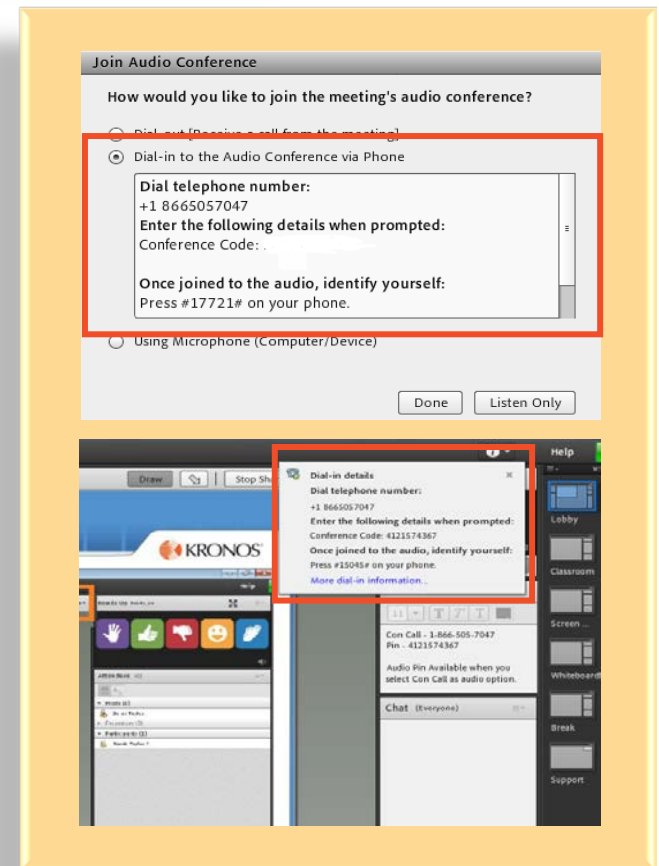 Join Audio Conference
How would you like to join the meeting's audio conference?
Dial-out [Receive a call from the meeting]
Dial-in to the Audio Conference via Phone
Dial telephone number:
+1 8665057047
Enter the following details when prompted:
Conference Code:
Once joined to the audio, identify yourself:
Press #17721# on your phone.
Using Microphone (Computer/Device)
Done
Listen Only
Help
Draw
Stop Sh
Dial-in details
Dial telephone number:
+1 8665057047
Enter the following details when prompted:
Conference Code: 4121574367
Once joined to the audio, identify yourself:
Press #15045# on your phone.
More dial-in information...
KRONOS
Lobby
Classroom
Screen ...
Whiteboard
Break
Support
11
T T T
Con Call - 1-866-505-7047
Pin - 4121574367
Audio Pin Available when you
select Con Call as audio option.
Chat (Everyone)